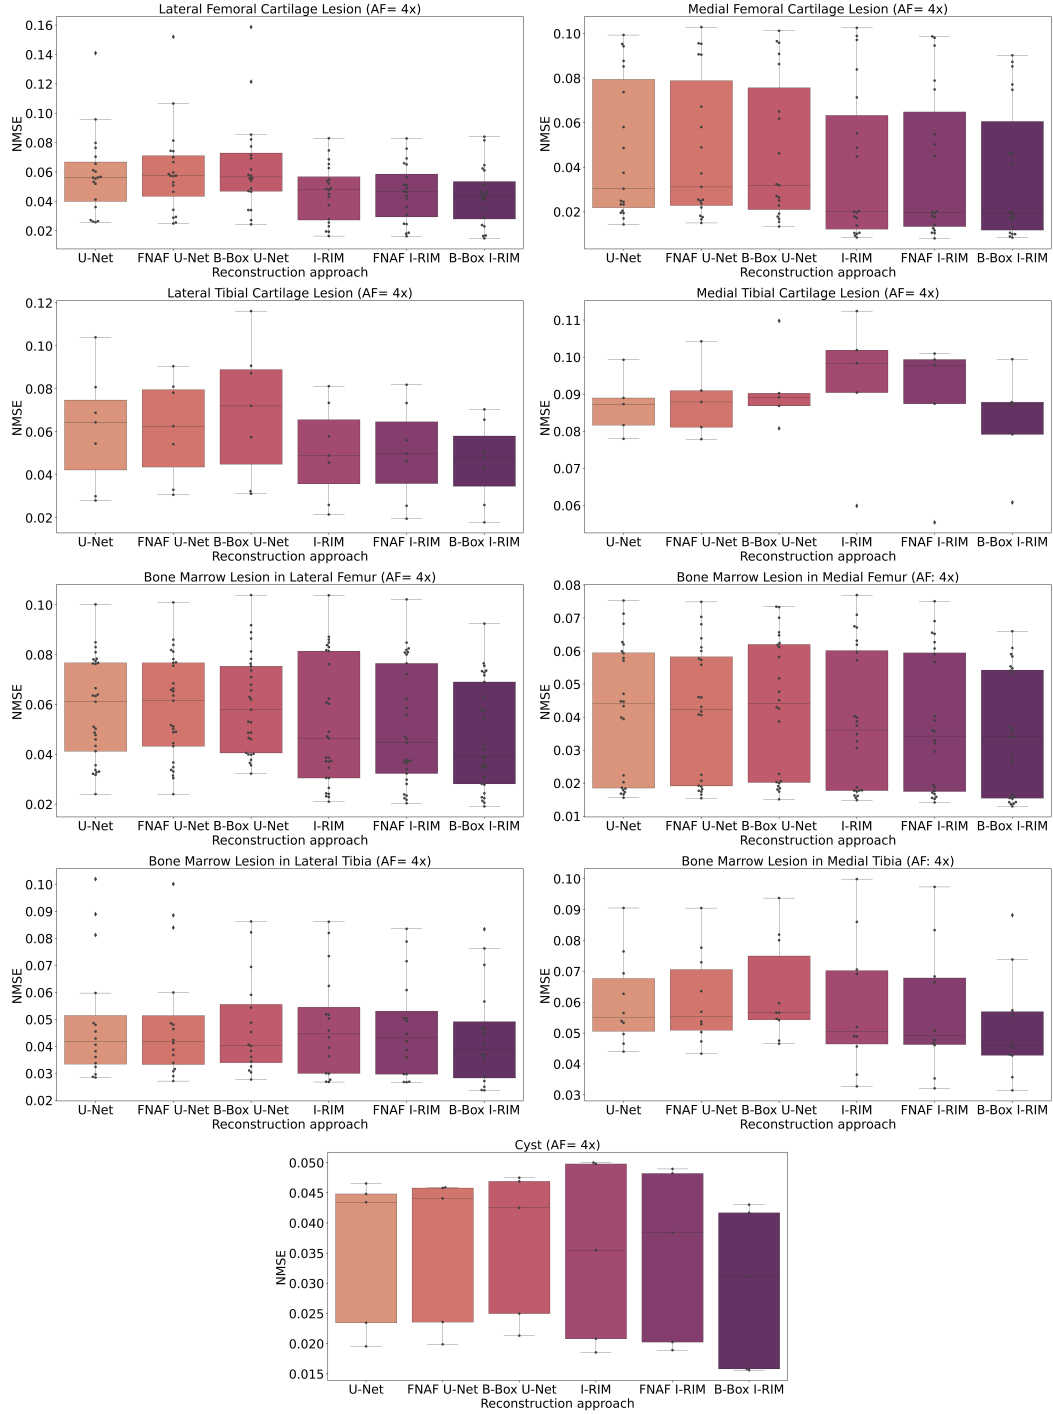 Lateral Femoral Cartilage Lesion (AF= 4x)
0.16
0.14
0.12
0.10
0.08
0.06
0.04
0.02
NMSE
U-Net FNAF U-Net B-Box U-Net I-RIM FNAF I-RIM B-Box I-RIM
Reconstruction approach
Medial Femoral Cartilage Lesion (AF= 4x)
0.10
0.08
0.06
0.04
0.02
NMSE
U-Net FNAF U-Net B-Box U-Net I-RIM FNAF I-RIM B-Box I-RIM
Reconstruction approach
Lateral Tibial Cartilage Lesion (AF= 4x)
0.12
0.10
0.08
0.06
0.04
0.02
NMSE
U-Net FNAF U-Net B-Box U-Net I-RIM FNAF I-RIM B-Box I-RIM
Reconstruction approach
Medial Tibial Cartilage Lesion (AF= 4x)
0.11
0.10
0.09
0.08
0.07
0.06
NMSE
U-Net FNAF U-Net B-Box U-Net I-RIM FNAF I-RIM B-Box I-RIM
Reconstruction approach
Bone Marrow Lesion in Lateral Femur (AF= 4x)
0.10
0.08
0.06
0.04
0.02
NMSE
U-Net FNAF U-Net B-Box U-Net I-RIM FNAF I-RIM B-Box I-RIM
Reconstruction approach
Bone Marrow Lesion in Medial Femur (AF: 4x)
0.08
0.07
0.06
0.05
0.04
0.03
0.02
0.01
NMSE
U-Net FNAF U-Net B-Box U-Net I-RIM FNAF I-RIM B-Box I-RIM
Reconstruction approach
Bone Marrow Lesion in Lateral Tibia (AF= 4x)
0.10
0.09
0.08
0.07
0.06
0.05
0.04
0.03
0.02
NMSE
U-Net FNAF U-Net B-Box U-Net I-RIM FNAF I-RIM B-Box I-RIM
Reconstruction approach
Bone Marrow Lesion in Medial Tibia (AF: 4x)
0.10
0.09
0.08
0.07
0.06
0.05
0.04
0.03
NMSE
U-Net FNAF U-Net B-Box U-Net I-RIM FNAF I-RIM B-Box I-RIM
Reconstruction approach
Cyst (AF= 4x)
0.050
0.045
0.040
0.035
0.030
0.025
0.020
0.015
NMSE
U-Net FNAF U-Net B-Box U-Net I-RIM FNAF I-RIM B-Box I-RIM
Reconstruction approach